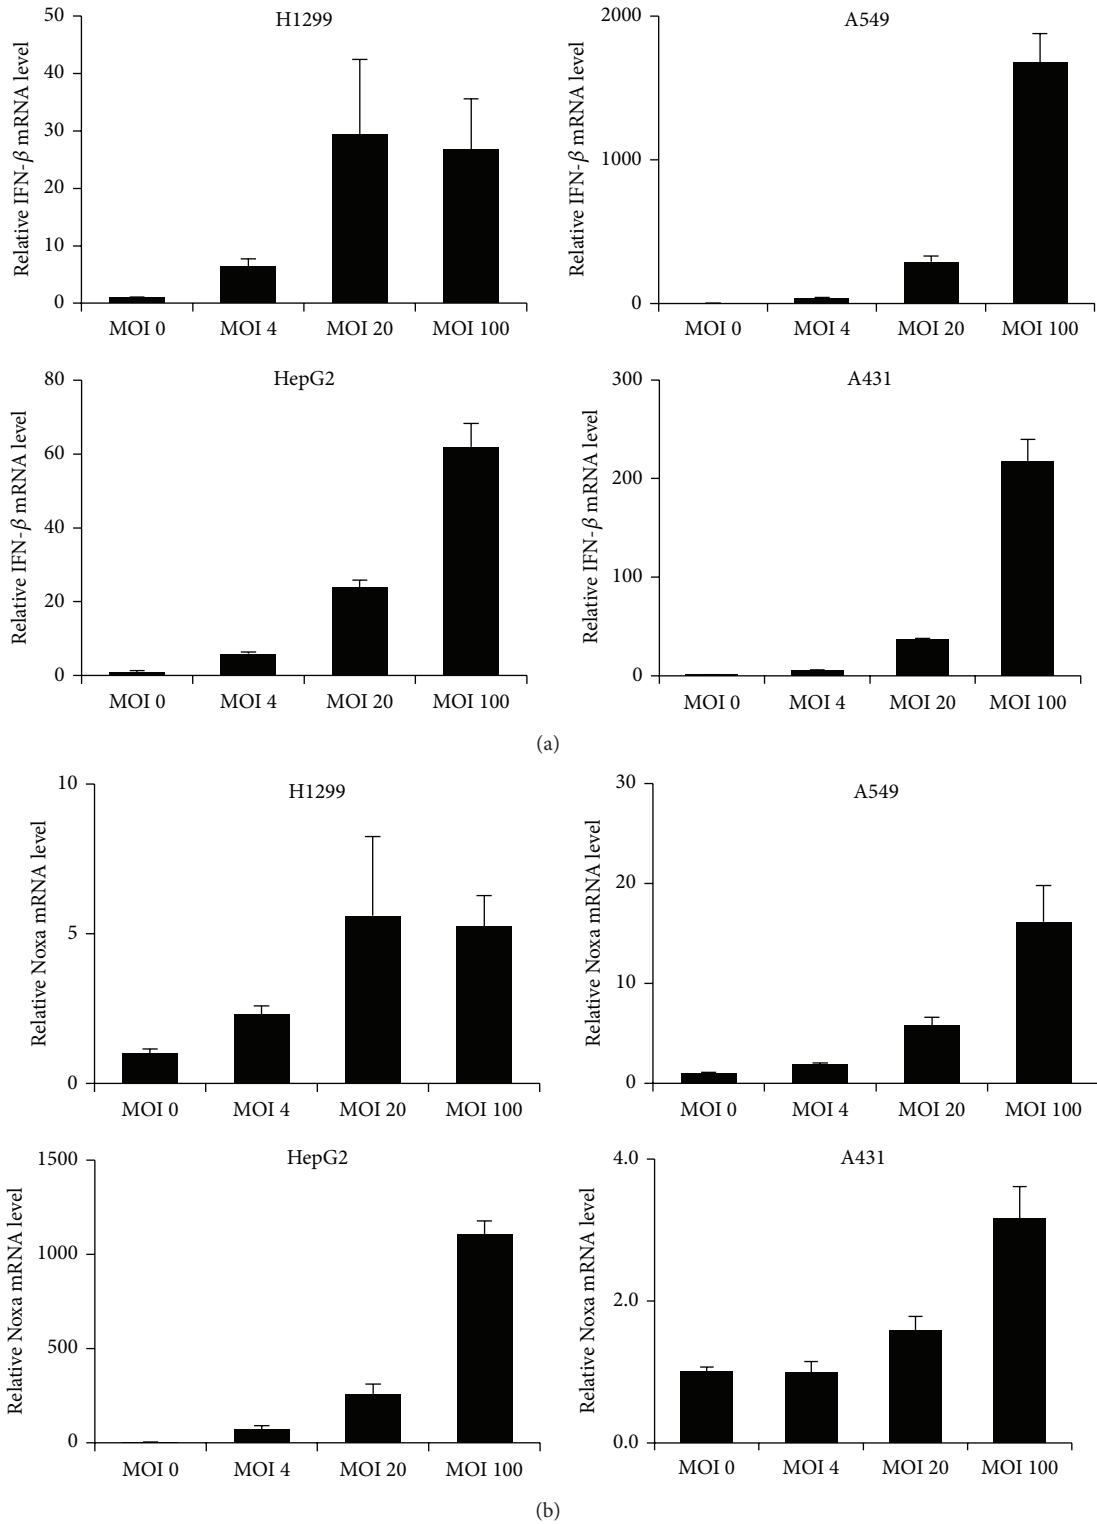 H1299
Relative IFN-β mRNA level
50
40
30
20
10
0
MOI 0 MOI 4 MOI 20 MOI 100
A549
Relative IFN-β mRNA level
2000
1000
0
MOI 0 MOI 4 MOI 20 MOI 100
HepG2
Relative IFN-β mRNA level
80
60
40
20
0
MOI 0 MOI 4 MOI 20 MOI 100
A431
Relative IFN-β mRNA level
300
200
100
0
MOI 0 MOI 4 MOI 20 MOI 100
(a)
H1299
Relative Noxa mRNA level
10
5
0
MOI 0 MOI 4 MOI 20 MOI 100
A549
Relative Noxa mRNA level
30
20
10
0
MOI 0 MOI 4 MOI 20 MOI 100
HepG2
Relative Noxa mRNA level
1500
1000
500
0
MOI 0 MOI 4 MOI 20 MOI 100
A431
Relative Noxa mRNA level
4.0
2.0
0.0
MOI 0 MOI 4 MOI 20 MOI 100
(b)